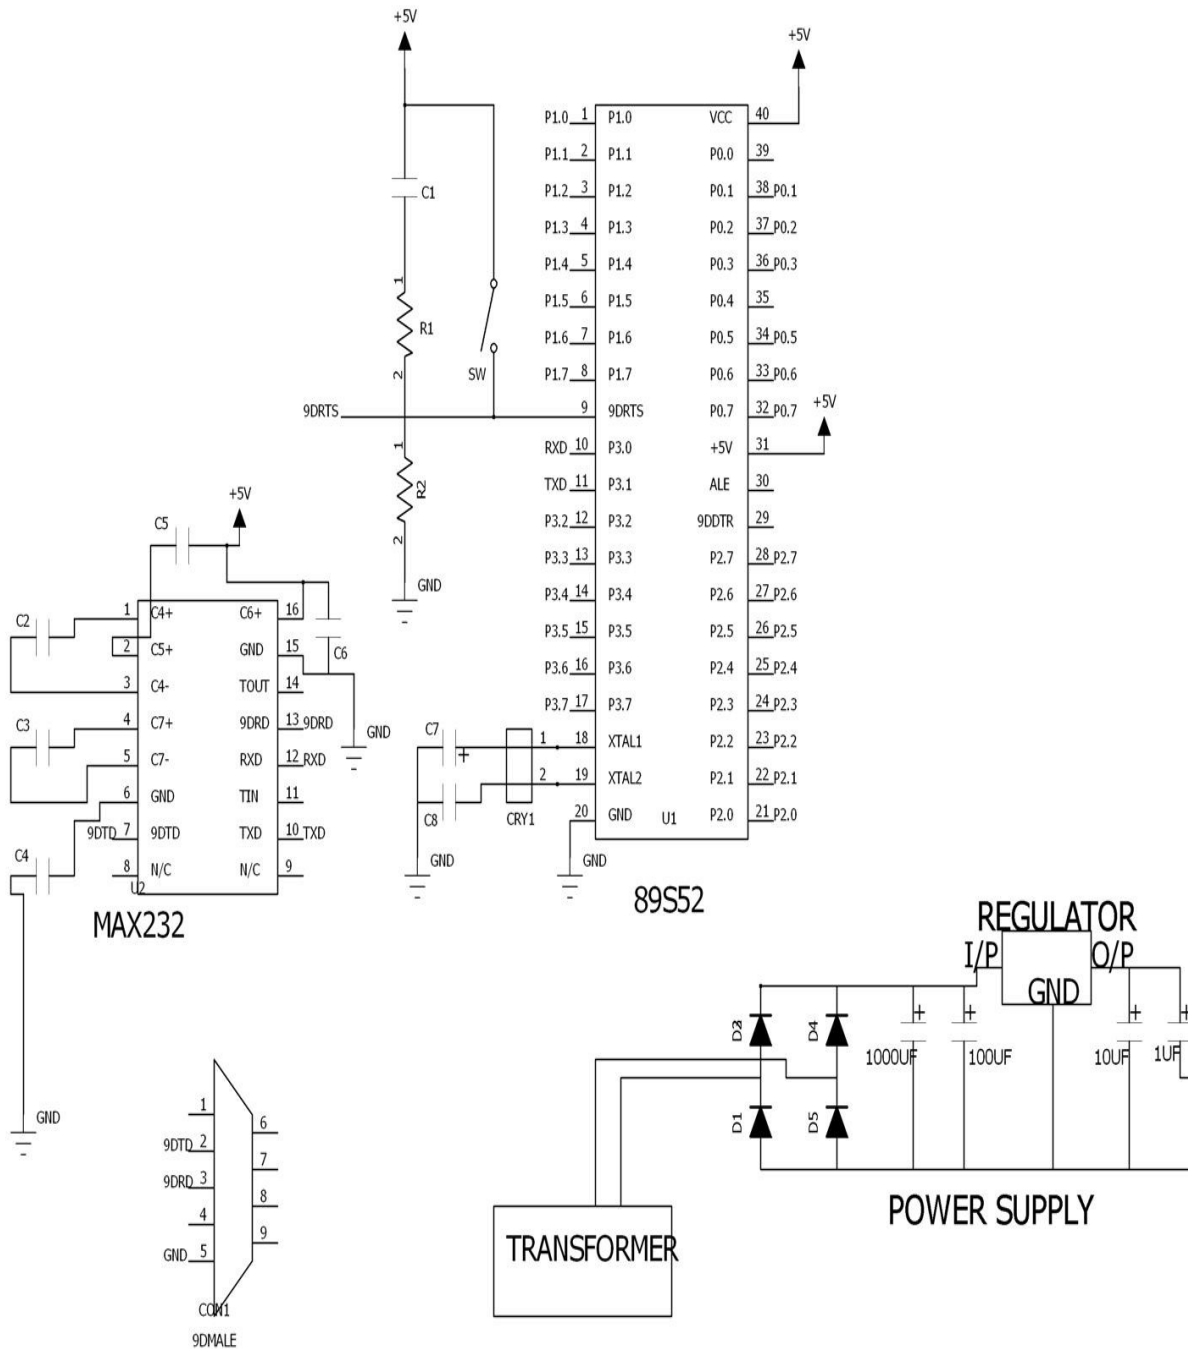 +5V
+5V
C1
1
R1
2
SW
9DRTS
1
R2
2
GND
P1.0 1 P1.0 VCC 40
P1.1 2 P1.1 P0.0 39
P1.2 3 P1.2 P0.1 38 P0.1
P1.3 4 P1.3 P0.2 37 P0.2
P1.4 5 P1.4 P0.3 36 P0.3
P1.5 6 P1.5 P0.4 35
P1.6 7 P1.6 P0.5 34 P0.5
P1.7 8 P1.7 P0.6 33 P0.6
9 9DRTS P0.7 32 P0.7
+5V
RXD 10 P3.0 +5V 31
TXD 11 P3.1 ALE 30
P3.2 12 P3.2 9DDTR 29
P3.3 13 P3.3 P2.7 28 P2.7
P3.4 14 P3.4 P2.6 27 P2.6
P3.5 15 P3.5 P2.5 26 P2.5
P3.6 16 P3.6 P2.4 25 P2.4
P3.7 17 P3.7 P2.3 24 P2.3
18 XTAL1 P2.2 23 P2.2
19 XTAL2 P2.1 22 P2.1
20 GND U1 P2.0 21 P2.0
C7
+
1
2
C8
CRY1
GND
GND
89S52
+5V
C5
C2
1 C4+ C6+ 16
2 C5+ GND 15
C6
3 C4- TOUT 14
C3
4 C7+ 9DRD 13 9DRD
GND
5 C7- RXD 12 RXD
6 GND TIN 11
9DTD 7 9DTD TXD 10 TXD
C4
8 N/C N/C 9
U2
MAX232
GND
1
9DTD 2
9DRD 3
4
GND 5
6
7
8
9
CON1
9DMALE
REGULATOR
I/P O/P
GND
D4
D1
D5
+
1000UF
+
100UF
+
10UF
+
1UF
POWER SUPPLY
TRANSFORMER